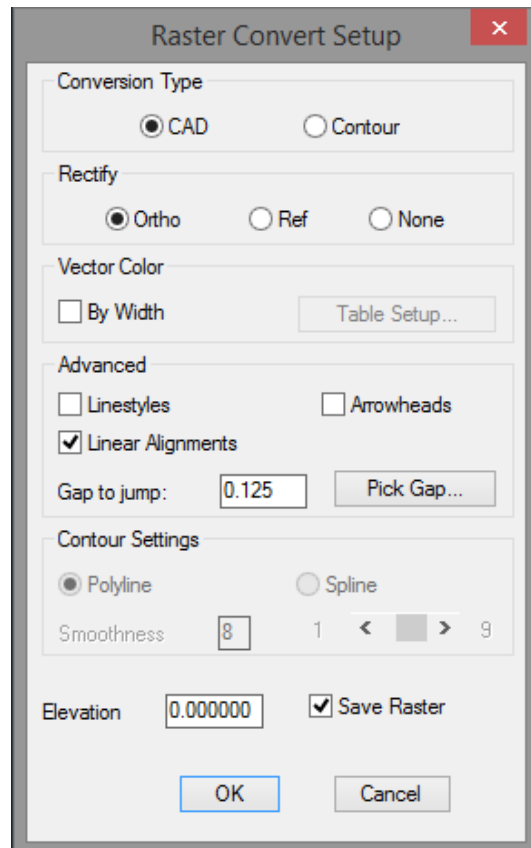 Raster Convert Setup
Conversion Type
CAD Contour
Rectify
Ortho Ref None
Vector Color
By Width Table Setup...
Advanced
Linestyles Arrowheads
Linear Alignments
Gap to jump: 0.125 Pick Gap...
Contour Settings
Polyline Spline
Smoothness 8 1 9
Elevation 0.000000 Save Raster
OK Cancel